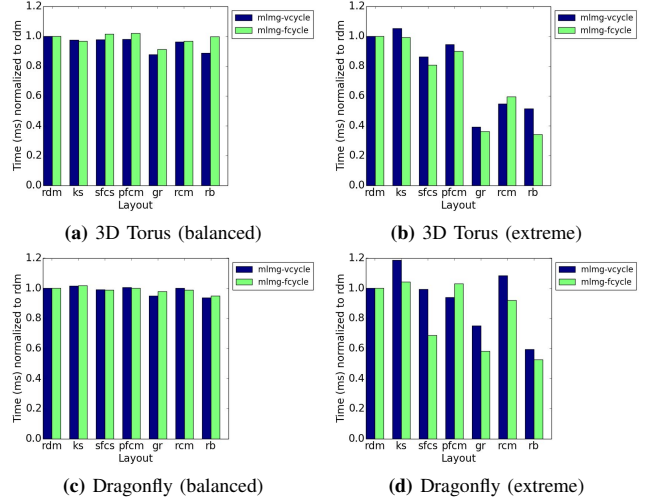 1.2
1.0
0.8
0.6
0.4
0.2
0.0
Time (ms) normalized to rdm
rdm ks sfcs pfcm gr rcm rb
Layout
mlmg-vcycle
mlmg-fcycle
(a) 3D Torus (balanced)
1.2
1.0
0.8
0.6
0.4
0.2
0.0
Time (ms) normalized to rdm
rdm ks sfcs pfcm gr rcm rb
Layout
mlmg-vcycle
mlmg-fcycle
(b) 3D Torus (extreme)
1.2
1.0
0.8
0.6
0.4
0.2
0.0
Time (ms) normalized to rdm
rdm ks sfcs pfcm gr rcm rb
Layout
mlmg-vcycle
mlmg-fcycle
(c) Dragonfly (balanced)
1.2
1.0
0.8
0.6
0.4
0.2
0.0
Time (ms) normalized to rdm
rdm ks sfcs pfcm gr rcm rb
Layout
mlmg-vcycle
mlmg-fcycle
(d) Dragonfly (extreme)